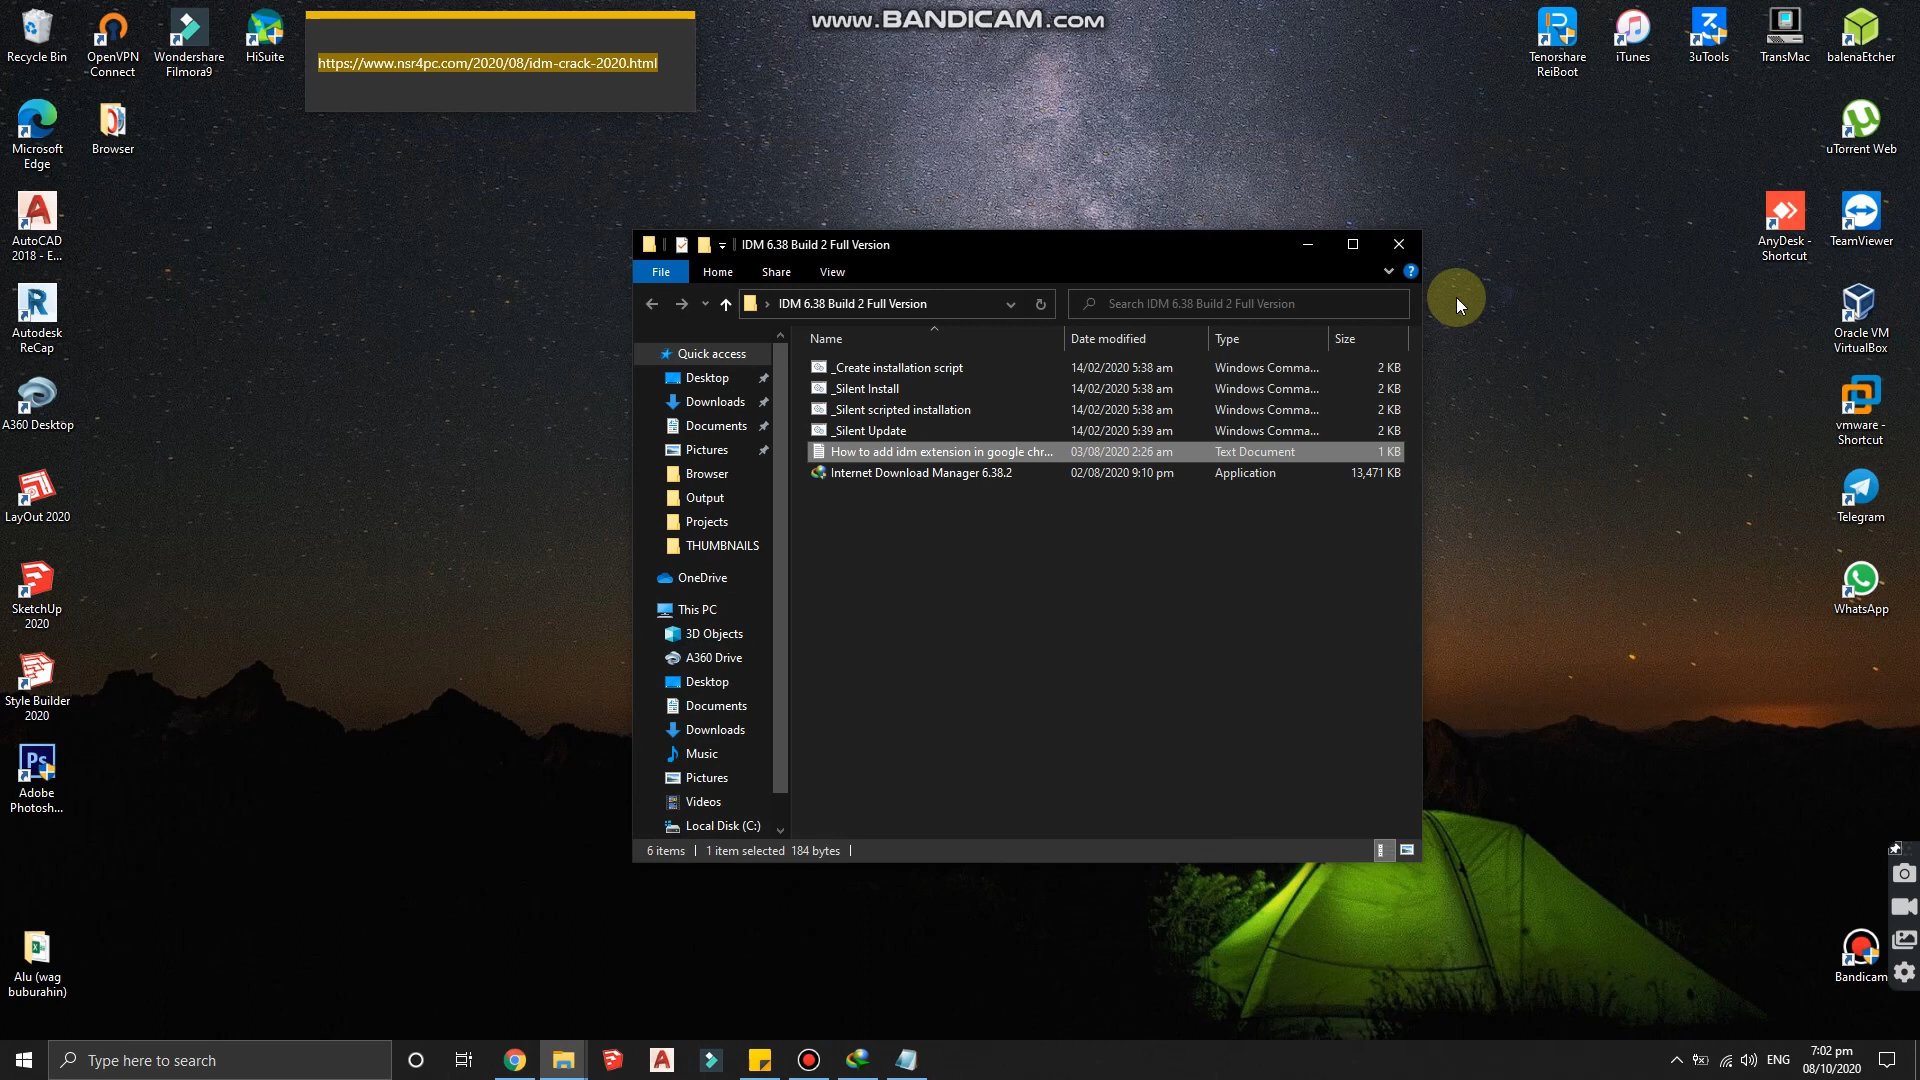 www.BANDICAM.com
Recycle Bin
OpenVPN
Connect
Wondershare
Filmora9
HiSuite
https://www.nsr4pc.com/2020/08/idm-crack-2020.html
Tenorshare
ReiBoot
iTunes
3uTools
TransMac
balenaEtcher
Microsoft
Edge
Browser
uTorrent Web
AutoCAD
2018 - E...
AnyDesk -
Shortcut
TeamViewer
Autodesk
ReCap
Oracle VM
VirtualBox
A360 Desktop
vmware -
Shortcut
LayOut 2020
Telegram
SketchUp
2020
WhatsApp
Style Builder
2020
Adobe
Photosh...
Alu (wag
buburahin)
Bandicam
IDM 6.38 Build 2 Full Version
File Home Share View
IDM 6.38 Build 2 Full Version
Search IDM 6.38 Build 2 Full Version
Name Date modified Type Size
_Create installation script 14/02/2020 5:38 am Windows Comma... 2 KB
_Silent Install 14/02/2020 5:38 am Windows Comma... 2 KB
_Silent scripted installation 14/02/2020 5:38 am Windows Comma... 2 KB
_Silent Update 14/02/2020 5:39 am Windows Comma... 2 KB
How to add idm extension in google chr... 03/08/2020 2:26 am Text Document 1 KB
Internet Download Manager 6.38.2 02/08/2020 9:10 pm Application 13,471 KB
Quick access
Desktop
Downloads
Documents
Pictures
Browser
Output
Projects
THUMBNAILS
OneDrive
This PC
3D Objects
A360 Drive
Desktop
Documents
Downloads
Music
Pictures
Videos
Local Disk (C:)
6 items 1 item selected 184 bytes
Type here to search
ENG
7:02 pm
08/10/2020